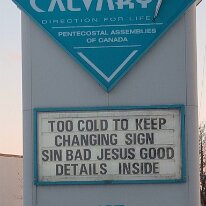 CALVARY
DIRECTION FOR LIFE
PENTECOSTAL ASSEMBLIES
OF CANADA
TOO COLD TO KEEP
CHANGING SIGN
SIN BAD JESUS GOOD
DETAILS INSIDE